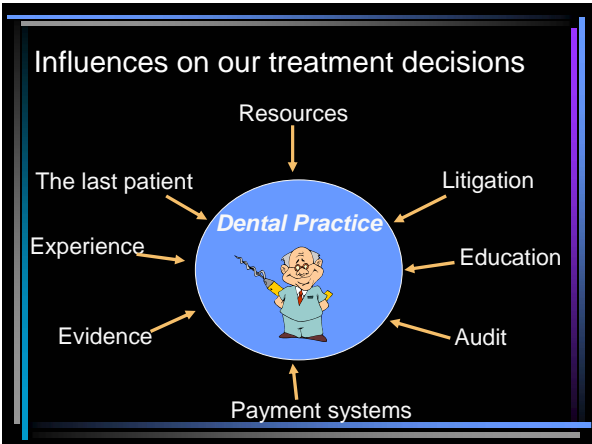 Influences on our treatment decisions
Resources
The last patient
Litigation
Dental Practice
Experience
Education
Evidence
Audit
Payment systems